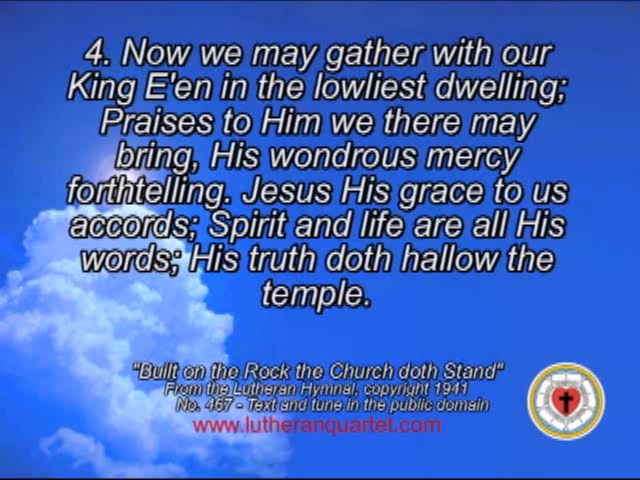 4. Now we may gather with our
King E'en in the lowliest dwelling;
Praises to Him we there may
bring, His wondrous mercy
forthtelling. Jesus His grace to us
accords; Spirit and life are all His
words; His truth doth hallow the
temple.
"Built on the Rock the Church doth Stand"
From the Lutheran Hymnal, copyright 1941
No. 467 - Text and tune in the public domain
www.lutheranquartet.com